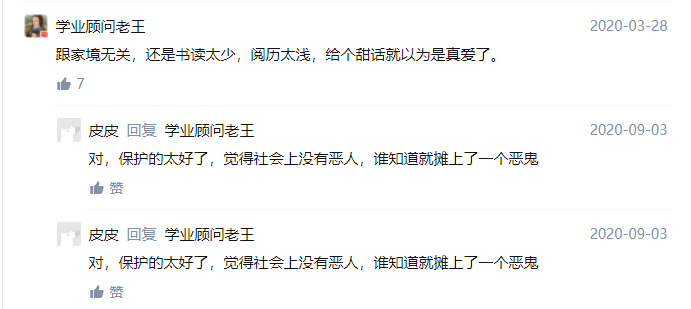 学业顾问老王 2020-03-28
跟家境无关，还是书读太少，阅历太浅，给个甜话就以为是真爱了。
7
皮皮 回复 学业顾问老王 2020-09-03
对，保护的太好了，觉得社会上没有恶人，谁知道就摊上了一个恶鬼
赞
皮皮 回复 学业顾问老王 2020-09-03
对，保护的太好了，觉得社会上没有恶人，谁知道就摊上了一个恶鬼
赞